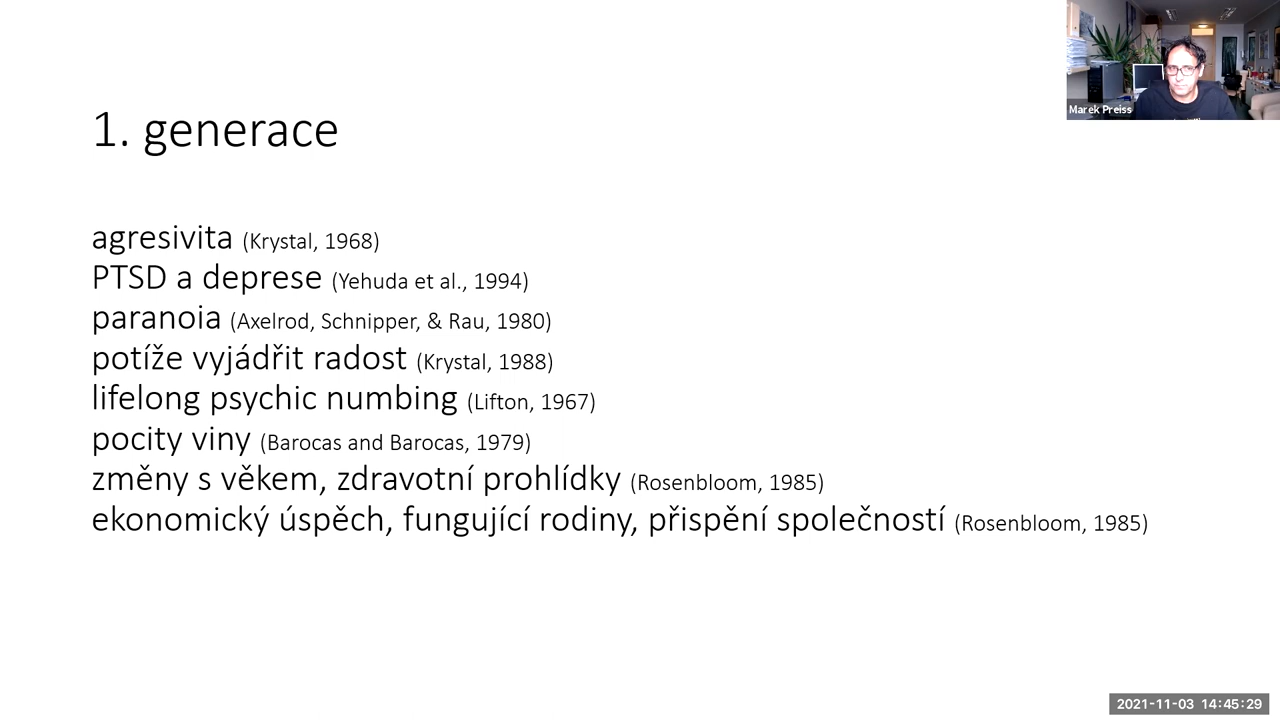 Marek Preiss
1. generace
agresivita (Krystal, 1968)
PTSD a deprese (Yehuda et al., 1994)
paranoia (Axelrod, Schnipper, & Rau, 1980)
potíže vyjádřit radost (Krystal, 1988)
lifelong psychic numbing (Lifton, 1967)
pocity viny (Barocas and Barocas, 1979)
změny s věkem, zdravotní prohlídky (Rosenbloom, 1985)
ekonomický úspěch, fungující rodiny, přispění společností (Rosenbloom, 1985)
2021-11-03 14:45:29